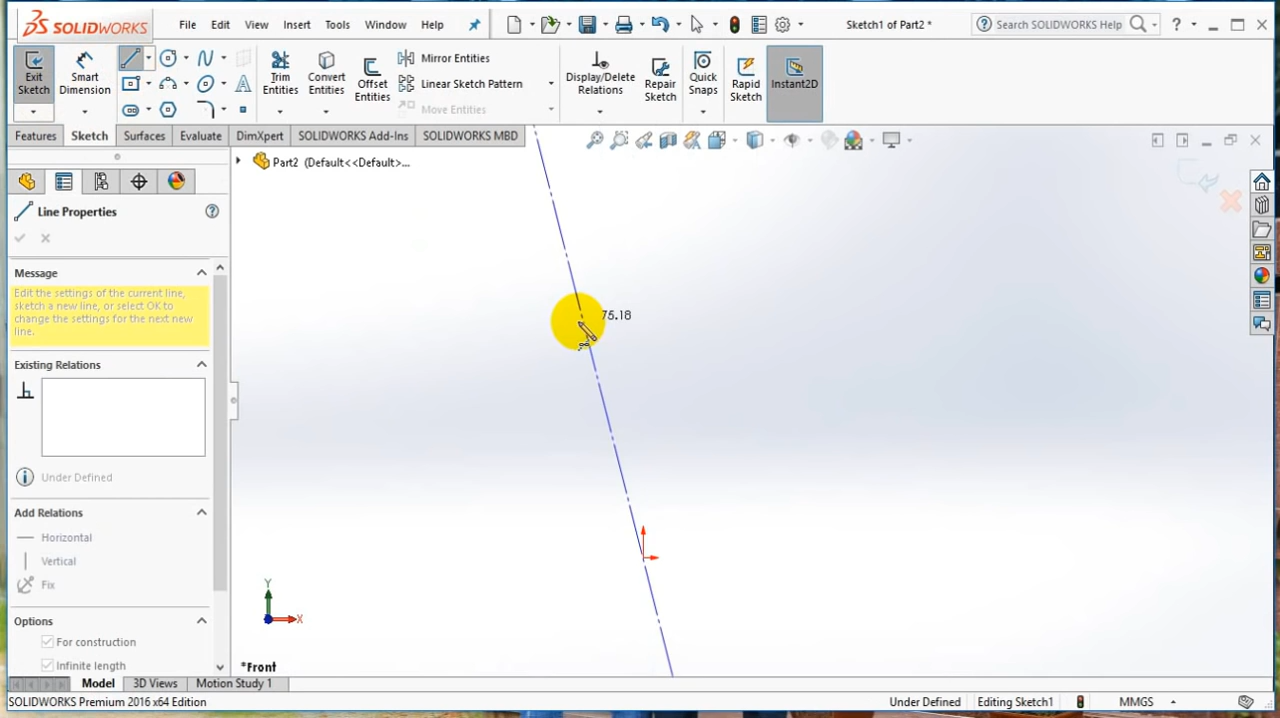 SOLIDWORKS File Edit View Insert Tools Window Help Sketch1 of Part2 * Search SOLIDWORKS Help ?
Exit Sketch
Smart Dimension
Trim Entities
Convert Entities
Offset Entities
Mirror Entities
Linear Sketch Pattern
Move Entities
Display/Delete Relations
Repair Sketch
Quick Snaps
Rapid Sketch
Instant2D
Features Sketch Surfaces Evaluate DimXpert SOLIDWORKS Add-Ins SOLIDWORKS MBD
Part2 (Default<<Default>...
Line Properties
Message
Edit the settings of the current line,
sketch a new line, or select OK to
change the settings for the next new
line.
75.18
Existing Relations
Under Defined
Add Relations
Horizontal
Vertical
Fix
Options
For construction
Infinite length
Y
X
*Front
Model 3D Views Motion Study 1
SOLIDWORKS Premium 2016 x64 Edition Under Defined Editing Sketch1 MMGS